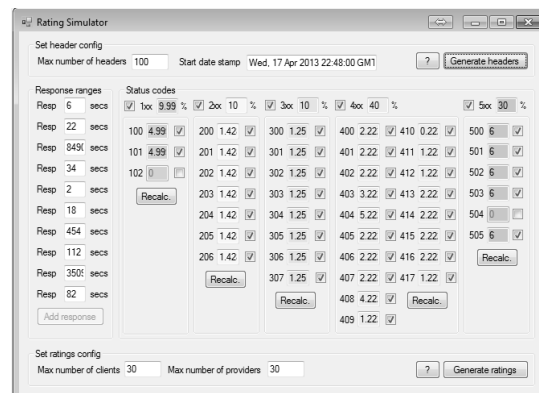 Rating Simulator
Set header config
Max number of headers 100 Start date stamp Wed, 17 Apr 2013 22:48:00 GMT ? Generate headers
Response ranges
Resp 6 secs
Resp 22 secs
Resp 8490 secs
Resp 34 secs
Resp 2 secs
Resp 18 secs
Resp 454 secs
Resp 112 secs
Resp 3509 secs
Resp 82 secs
Add response
Status codes
1xx 9.99 % 2xx 10 % 3xx 10 % 4xx 40 % 5xx 30 %
100 4.99 200 1.42 300 1.25 400 2.22 410 0.22 500 6
101 4.99 201 1.42 301 1.25 401 2.22 411 1.22 501 6
102 0 202 1.42 302 1.25 402 2.22 412 1.22 502 6
Recalc. 203 1.42 303 1.25 403 3.22 413 2.22 503 6
204 1.42 304 1.25 404 5.22 414 2.22 504 0
205 1.42 305 1.25 405 2.22 415 2.22 505 6
206 1.42 306 1.25 406 2.22 416 2.22 Recalc.
Recalc. 307 1.25 407 2.22 417 1.22
Recalc. 408 4.22 Recalc.
409 1.22
Set ratings config
Max number of clients 30 Max number of providers 30 ? Generate ratings